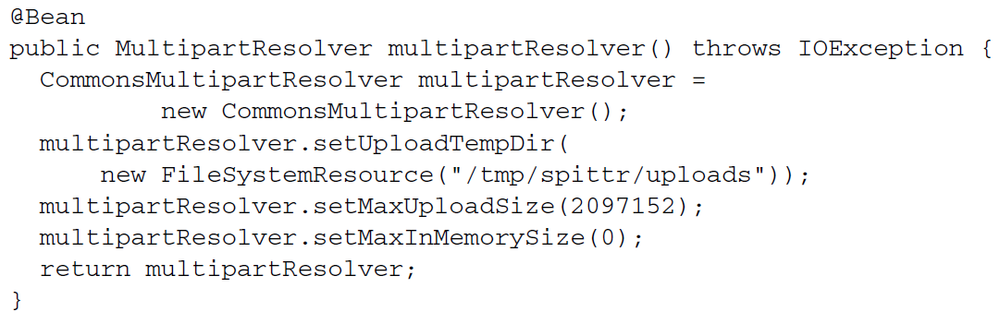 @Bean
public MultipartResolver multipartResolver() throws IOException {
  CommonsMultipartResolver multipartResolver =
          new CommonsMultipartResolver();
  multipartResolver.setUploadTempDir(
      new FileSystemResource("/tmp/spittr/uploads"));
  multipartResolver.setMaxUploadSize(2097152);
  multipartResolver.setMaxInMemorySize(0);
  return multipartResolver;
}